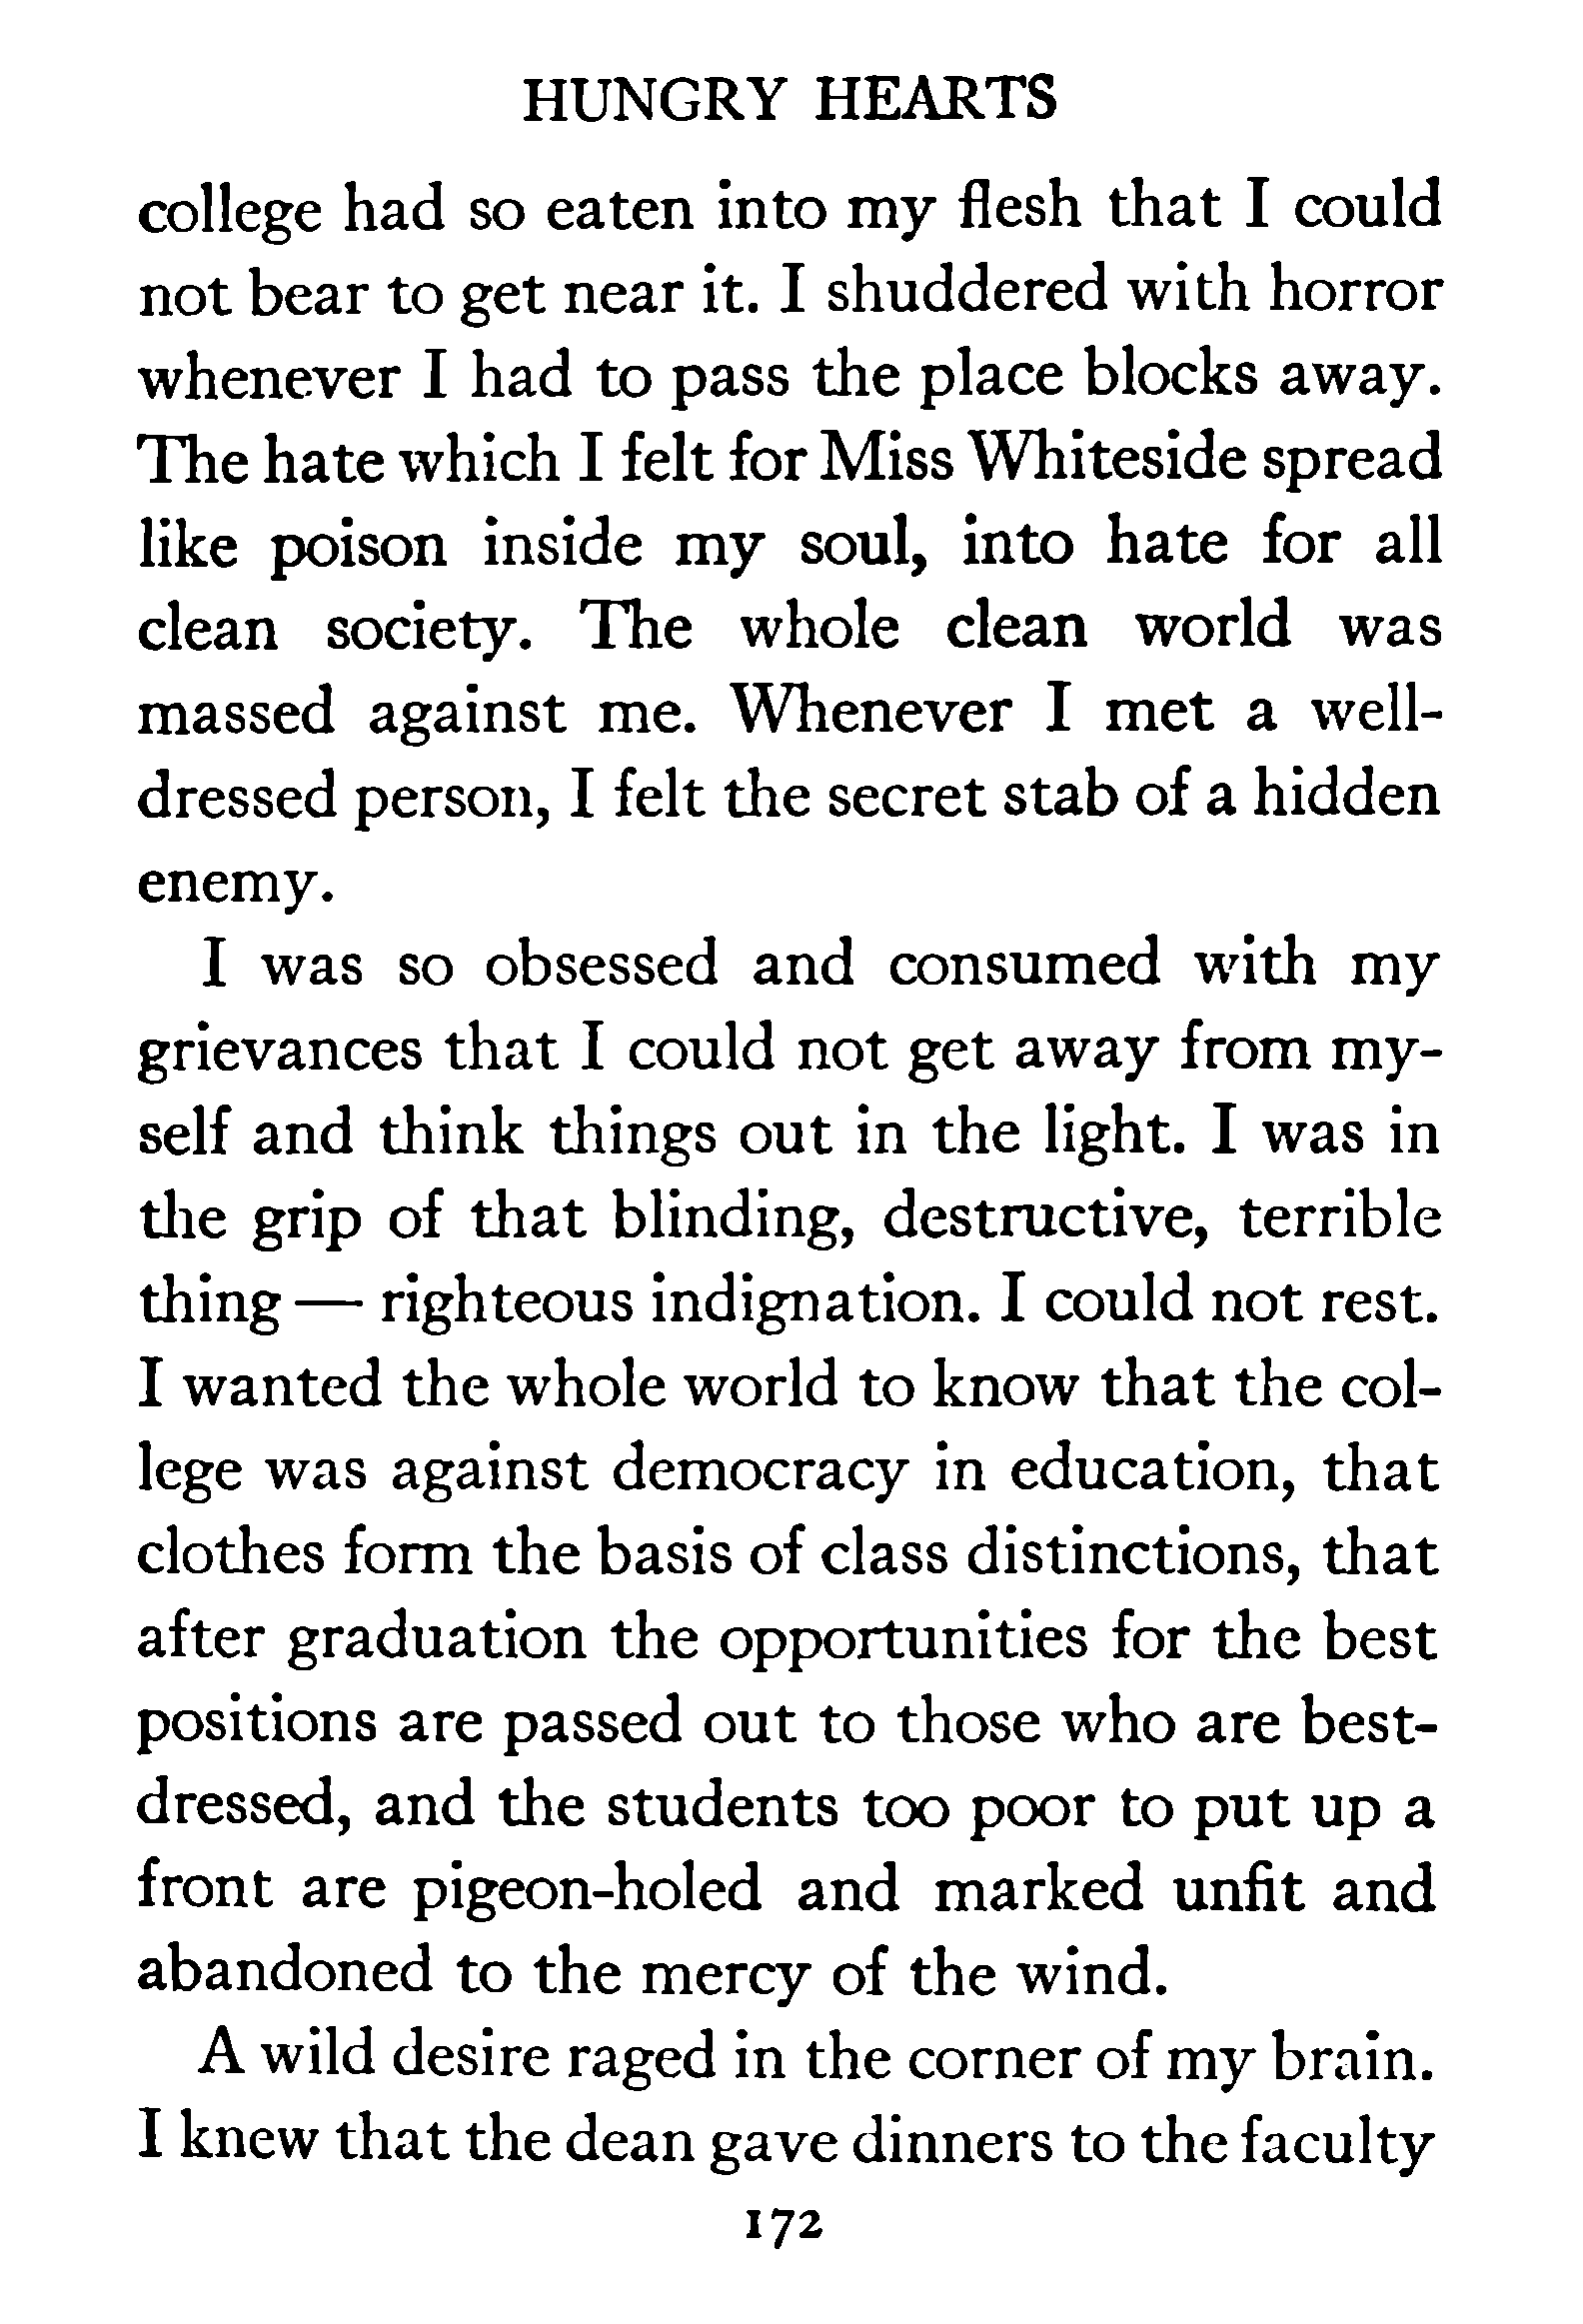 HUNGRY HEARTS
college had so eaten into my flesh that I could
not bear to get near it. I shuddered with horror
whenever I had to pass the place blocks away.
The hate which I felt for Miss Whiteside spread
like poison inside my soul, into hate for all
clean society. The whole clean world was
massed against me. Whenever I met a well-
dressed person, I felt the secret stab of a hidden
enemy.
I was so obsessed and consumed with my
grievances that I could not get away from my-
self and think things out in the light. I was in
the grip of that blinding, destructive, terrible
thing — righteous indignation. I could not rest.
I wanted the whole world to know that the col-
lege was against democracy in education, that
clothes form the basis of class distinctions, that
after graduation the opportunities for the best
positions are passed out to those who are best-
dressed, and the students too poor to put up a
front are pigeon-holed and marked unfit and
abandoned to the mercy of the wind.
A wild desire raged in the corner of my brain.
I knew that the dean gave dinners to the faculty
172